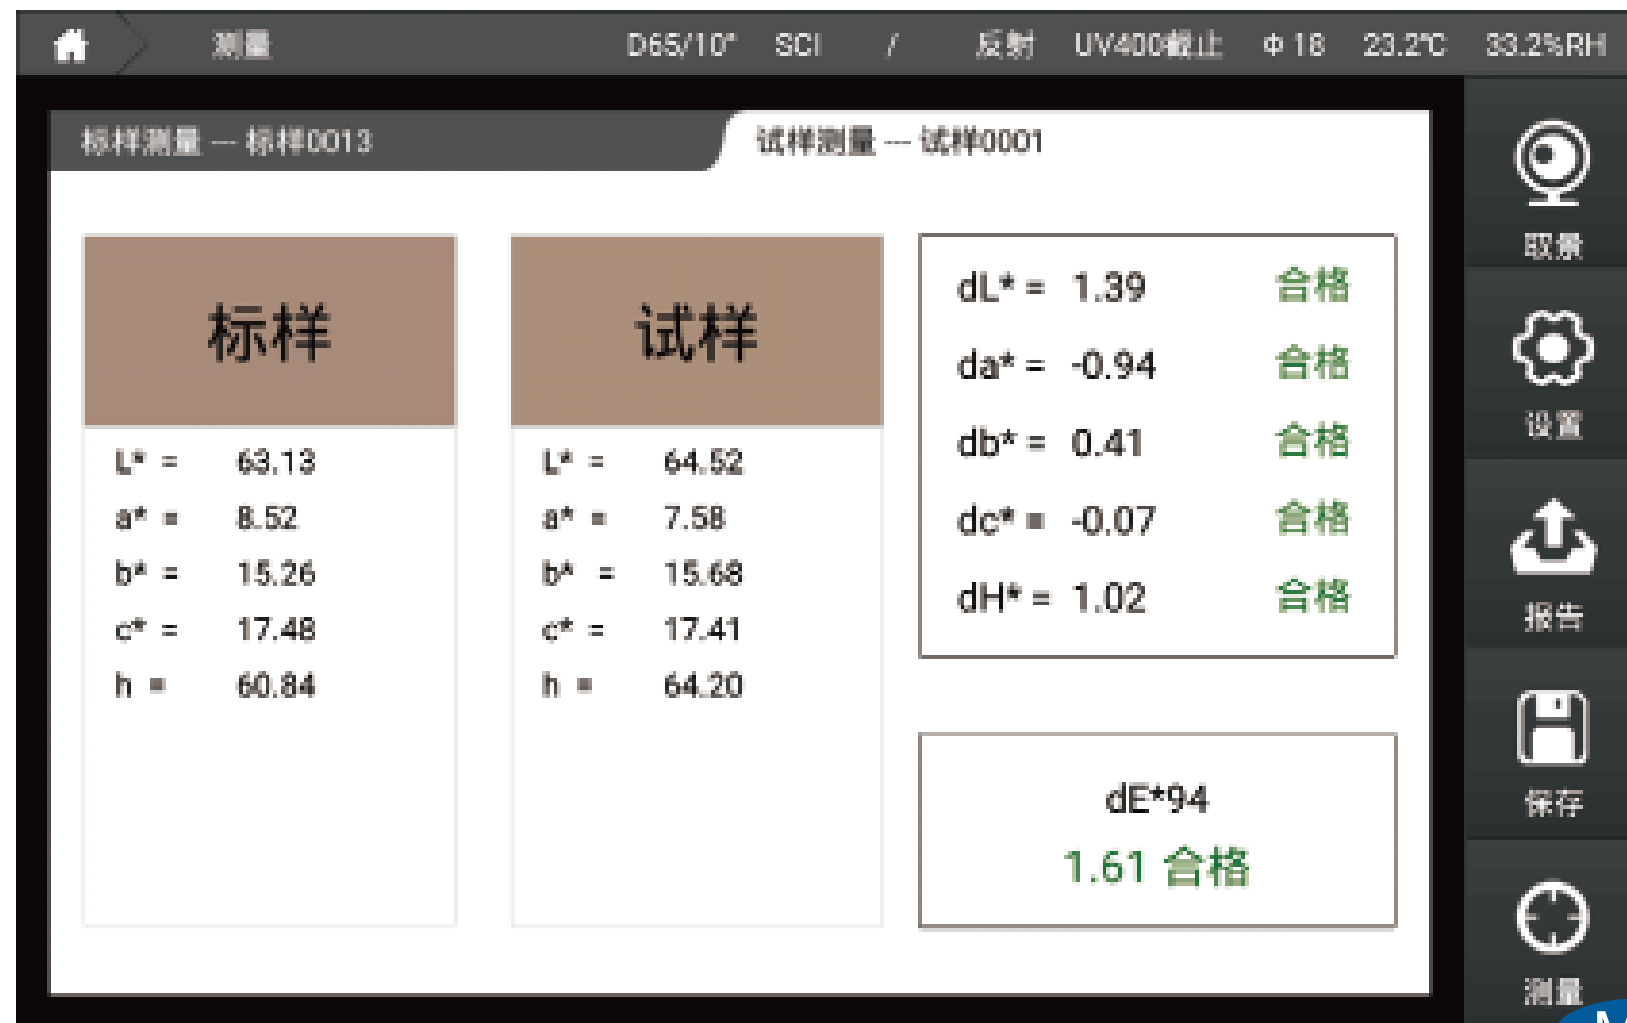 测量 D65/10° SCI / 反射 UV400截止 Φ18 23.2℃ 33.2%RH
标样测量 --- 标样0013
试样测量 --- 试样0001
标样
L* = 63.13
a* = 8.52
b* = 15.26
c* = 17.48
h = 60.84
试样
L* = 64.52
a* = 7.58
b* = 15.68
c* = 17.41
h = 64.20
dL* = 1.39 合格
da* = -0.94 合格
db* = 0.41 合格
dc* = -0.07 合格
dH* = 1.02 合格
dE*94
1.61 合格
取景
设置
报告
保存
测量